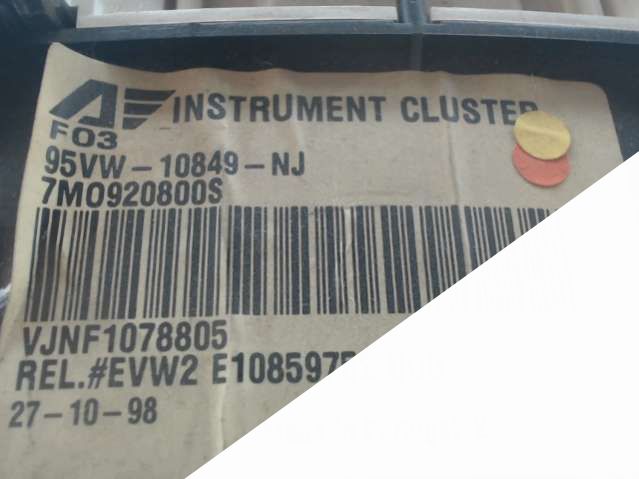 INSTRUMENT CLUSTER
F03
95VW-10849-NJ
7M0920800S
VJNF1078805
REL.#EVW2
27-10-98